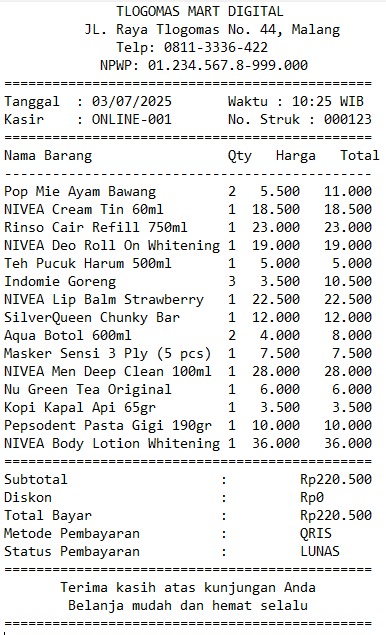 TLOGOMAS MART DIGITAL
JL. Raya Tlogomas No. 44, Malang
Telp: 0811-3336-422
NPWP: 01.234.567.8-999.000
==============================================
Tanggal : 03/07/2025 Waktu : 10:25 WIB
Kasir : ONLINE-001 No. Struk : 000123
==============================================
Nama Barang Qty Harga Total
----------------------------------------------
Pop Mie Ayam Bawang 2 5.500 11.000
NIVEA Cream Tin 60ml 1 18.500 18.500
Rinso Cair Refill 750ml 1 23.000 23.000
NIVEA Deo Roll On Whitening 1 19.000 19.000
Teh Pucuk Harum 500ml 1 5.000 5.000
Indomie Goreng 3 3.500 10.500
NIVEA Lip Balm Strawberry 1 22.500 22.500
SilverQueen Chunky Bar 1 12.000 12.000
Aqua Botol 600ml 2 4.000 8.000
Masker Sensi 3 Ply (5 pcs) 1 7.500 7.500
NIVEA Men Deep Clean 100ml 1 28.000 28.000
Nu Green Tea Original 1 6.000 6.000
Kopi Kapal Api 65gr 1 3.500 3.500
Pepsodent Pasta Gigi 190gr 1 10.000 10.000
NIVEA Body Lotion Whitening 1 36.000 36.000
==============================================
Subtotal : Rp220.500
Diskon : Rp0
Total Bayar : Rp220.500
Metode Pembayaran : QRIS
Status Pembayaran : LUNAS
==============================================
Terima kasih atas kunjungan Anda
Belanja mudah dan hemat selalu
==============================================